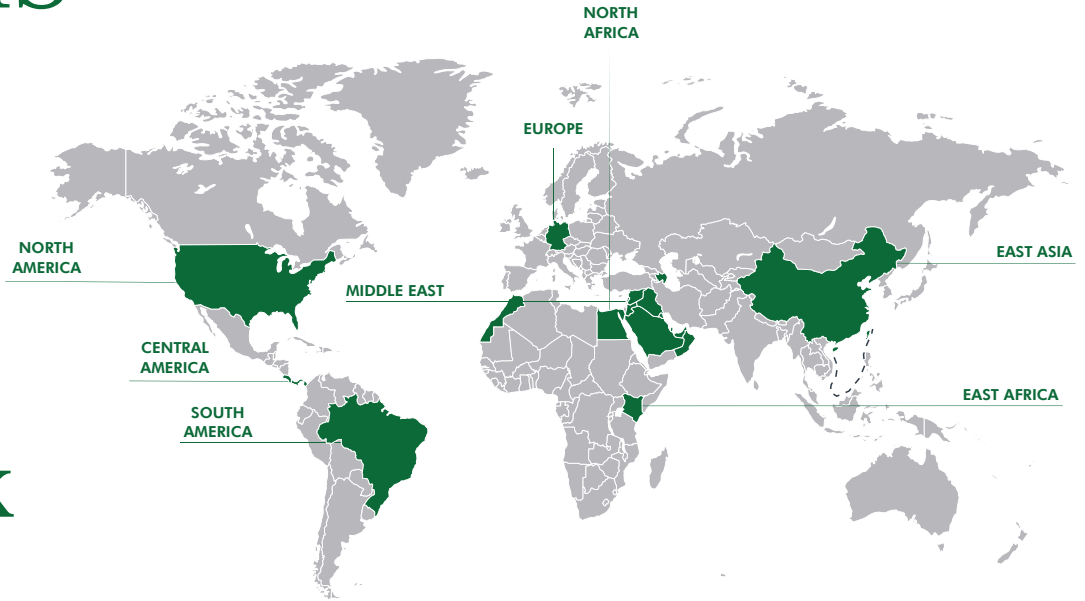 NORTH
AFRICA
EUROPE
NORTH
AMERICA
EAST ASIA
MIDDLE EAST
CENTRAL
AMERICA
EAST AFRICA
SOUTH
AMERICA